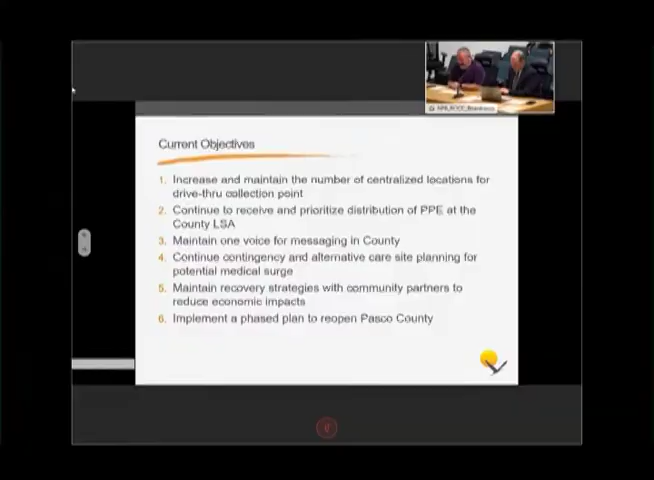 Current Objectives
1. Increase and maintain the number of centralized locations for
drive-thru collection point
2. Continue to receive and prioritize distribution of PPE at the
County LSA
3. Maintain one voice for messaging in County
4. Continue contingency and alternative care site planning for
potential medical surge
5. Maintain recovery strategies with community partners to
reduce economic impacts
6. Implement a phased plan to reopen Pasco County